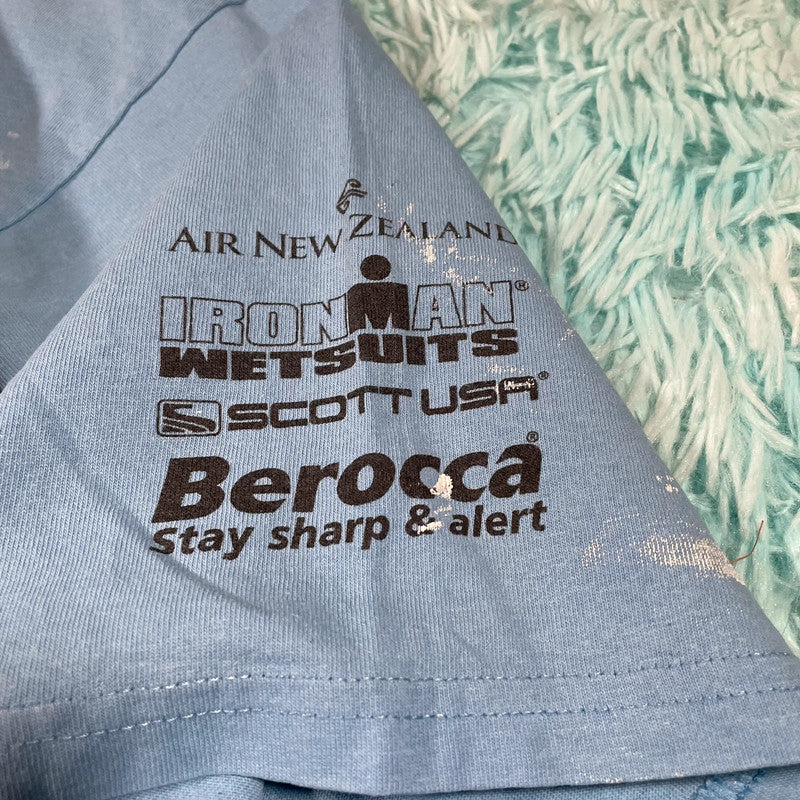 AIR NEW ZEALAND
IRONMAN®
WETSUITS
SCOTT USA®
Berocca®
Stay sharp & alert